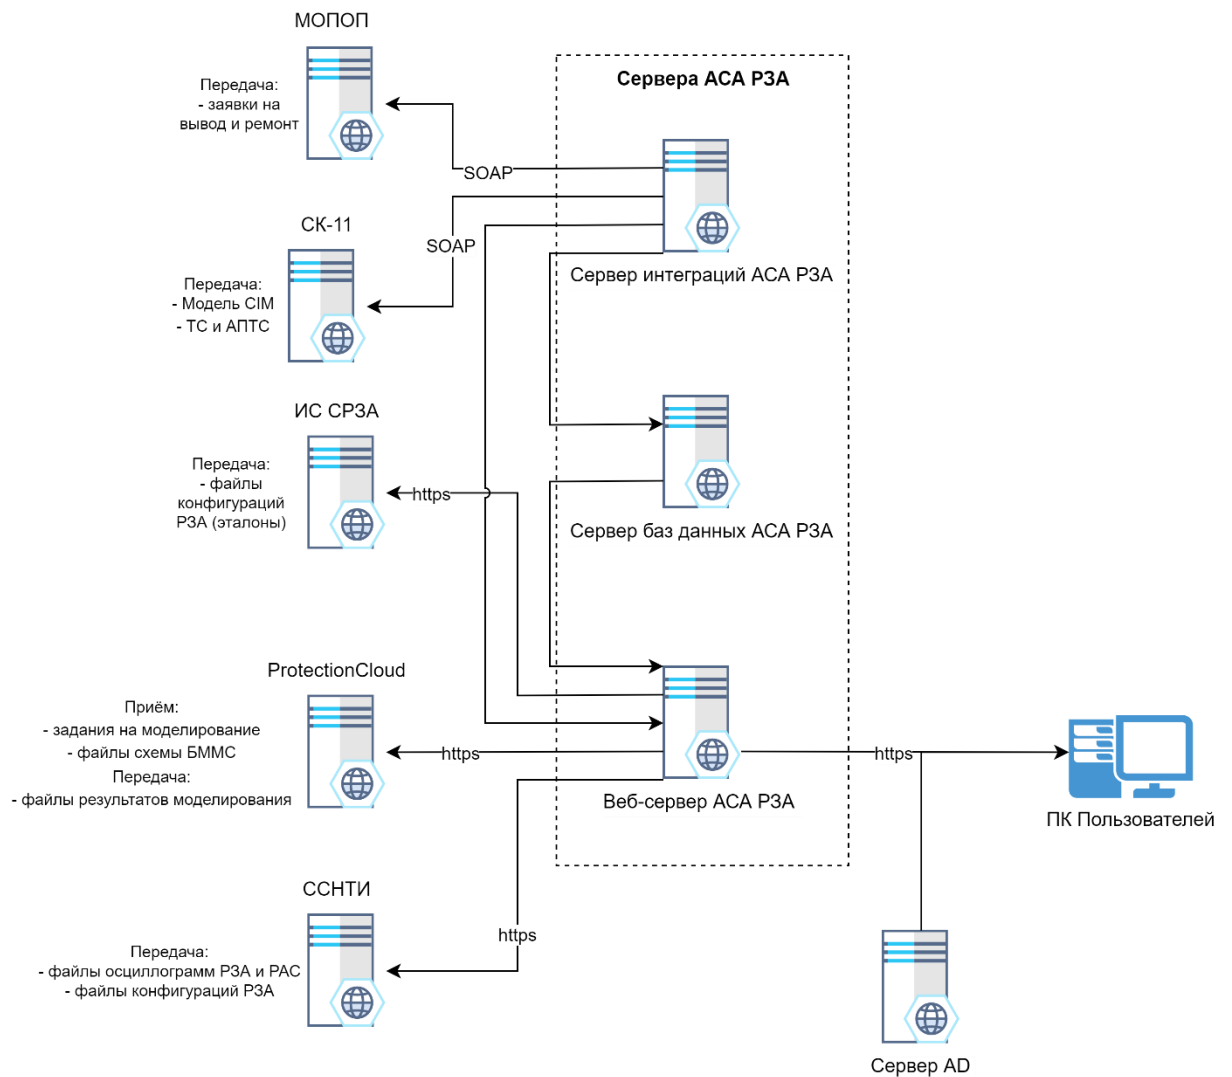 МОПОП
Передача:
- заявки на
вывод и ремонт
Сервера АСА РЗА
SOAP
Сервер интеграций АСА РЗА
СК-11
SOAP
Передача:
- Модель CIM
- ТС и АПТС
ИС СРЗА
Передача:
- файлы
конфигураций
РЗА (эталоны)
https
Сервер баз данных АСА РЗА
ProtectionCloud
Приём:
- задания на моделирование
- файлы схемы БММС
Передача:
- файлы результатов моделирования
https
Веб-сервер АСА РЗА
https
ПК Пользователей
ССНТИ
Передача:
- файлы осциллограмм РЗА и РАС
- файлы конфигураций РЗА
https
Сервер AD